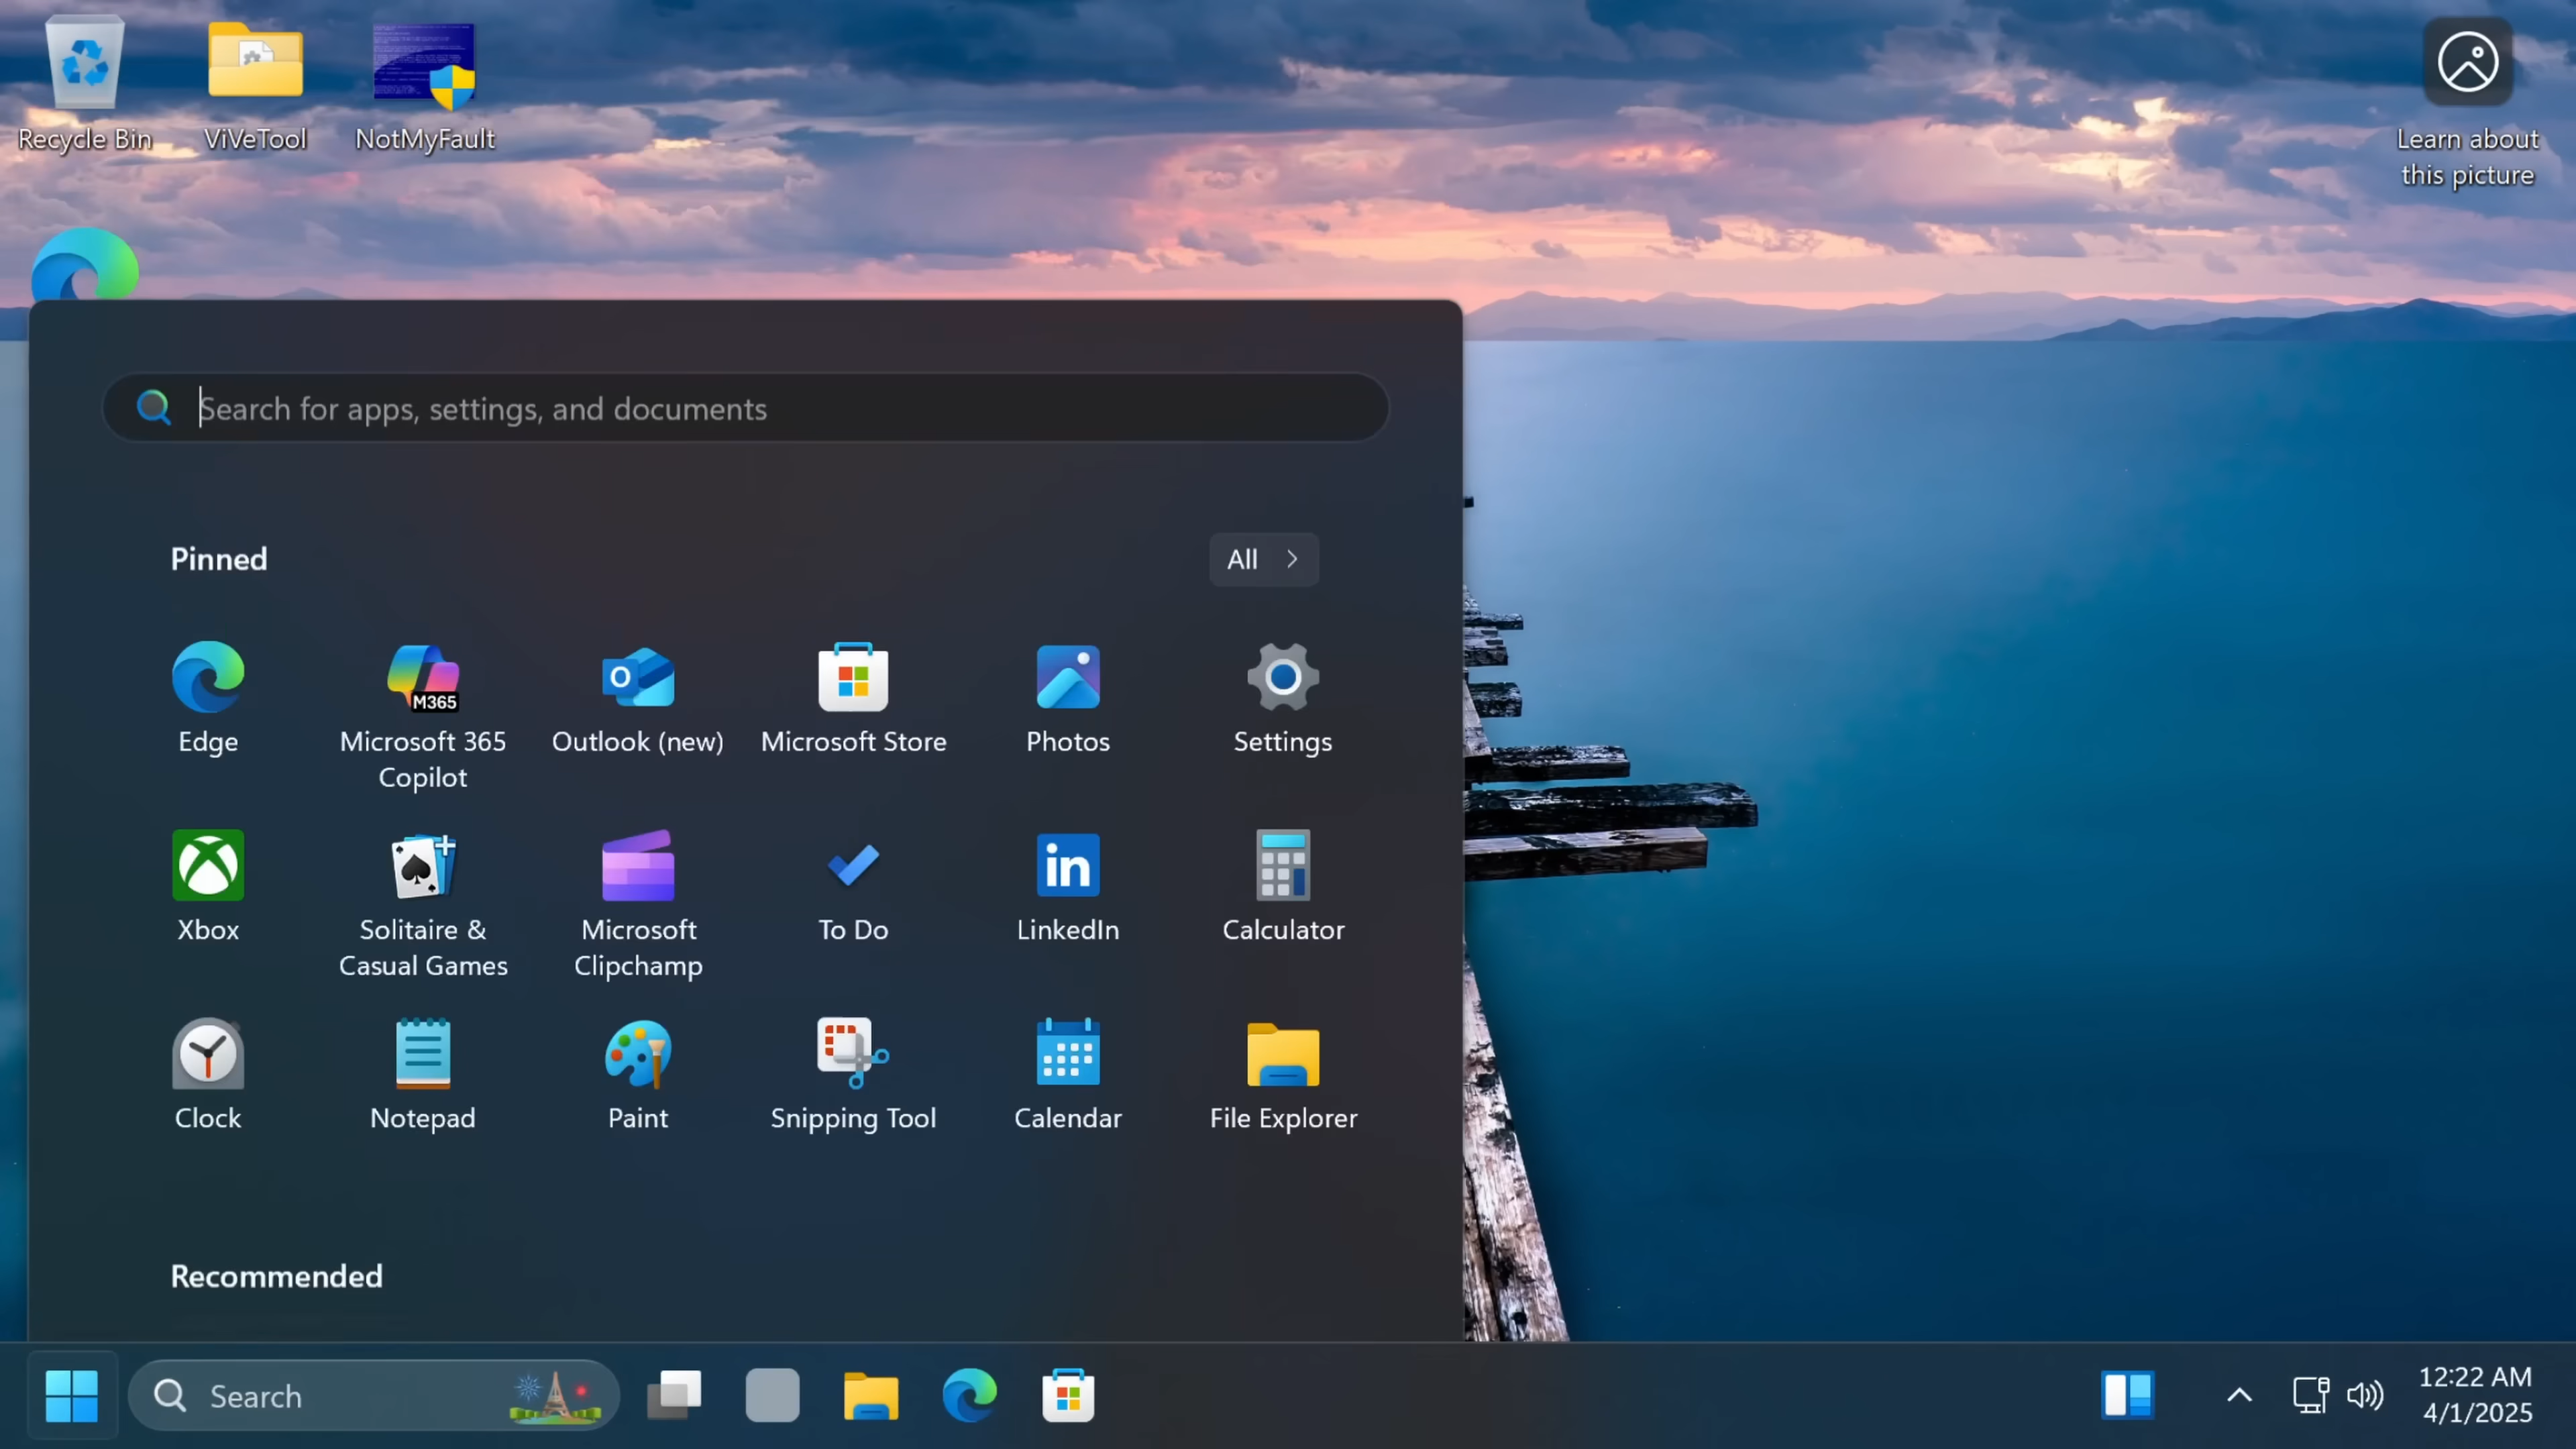 Recycle Bin
ViVeTool
NotMyFault
Learn about
this picture
Search for apps, settings, and documents
Pinned
All
Edge
Microsoft 365
Copilot
M365
Outlook (new)
O
Microsoft Store
Photos
Settings
Xbox
Solitaire &
Casual Games
Microsoft
Clipchamp
To Do
in
LinkedIn
Calculator
Clock
Notepad
Paint
Snipping Tool
Calendar
File Explorer
Recommended
Search
12:22 AM
4/1/2025